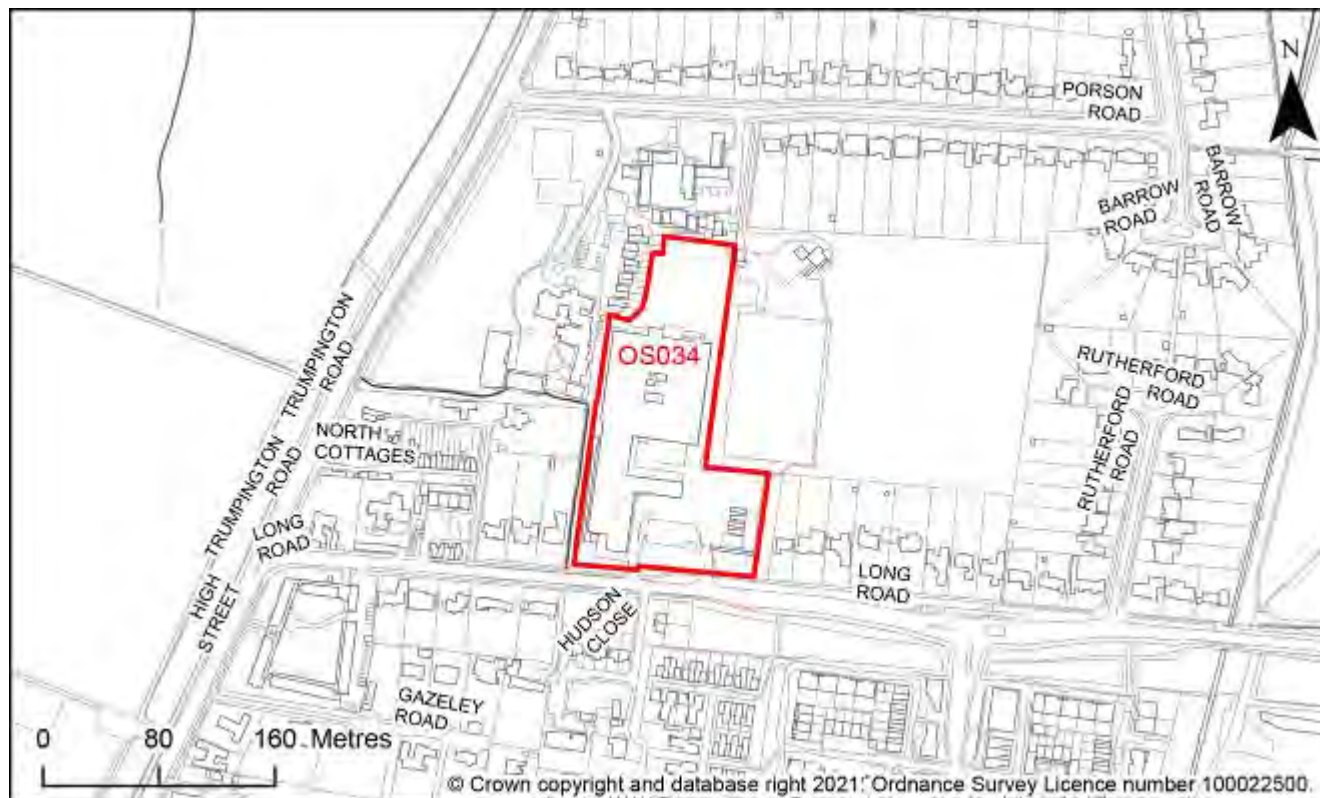 N
PORSON
ROAD
BARROW
ROAD
BARROW
ROAD
TRUMPINGTON
ROAD
OS034
RUTHERFORD
ROAD
RUTHERFORD
ROAD
NORTH
COTTAGES
HIGH
STREET
TRUMPINGTON
ROAD
LONG
ROAD
LONG
ROAD
HUDSON
CLOSE
GAZELEY
ROAD
0 80 160 Metres
© Crown copyright and database right 2021. Ordnance Survey Licence number 100022500.